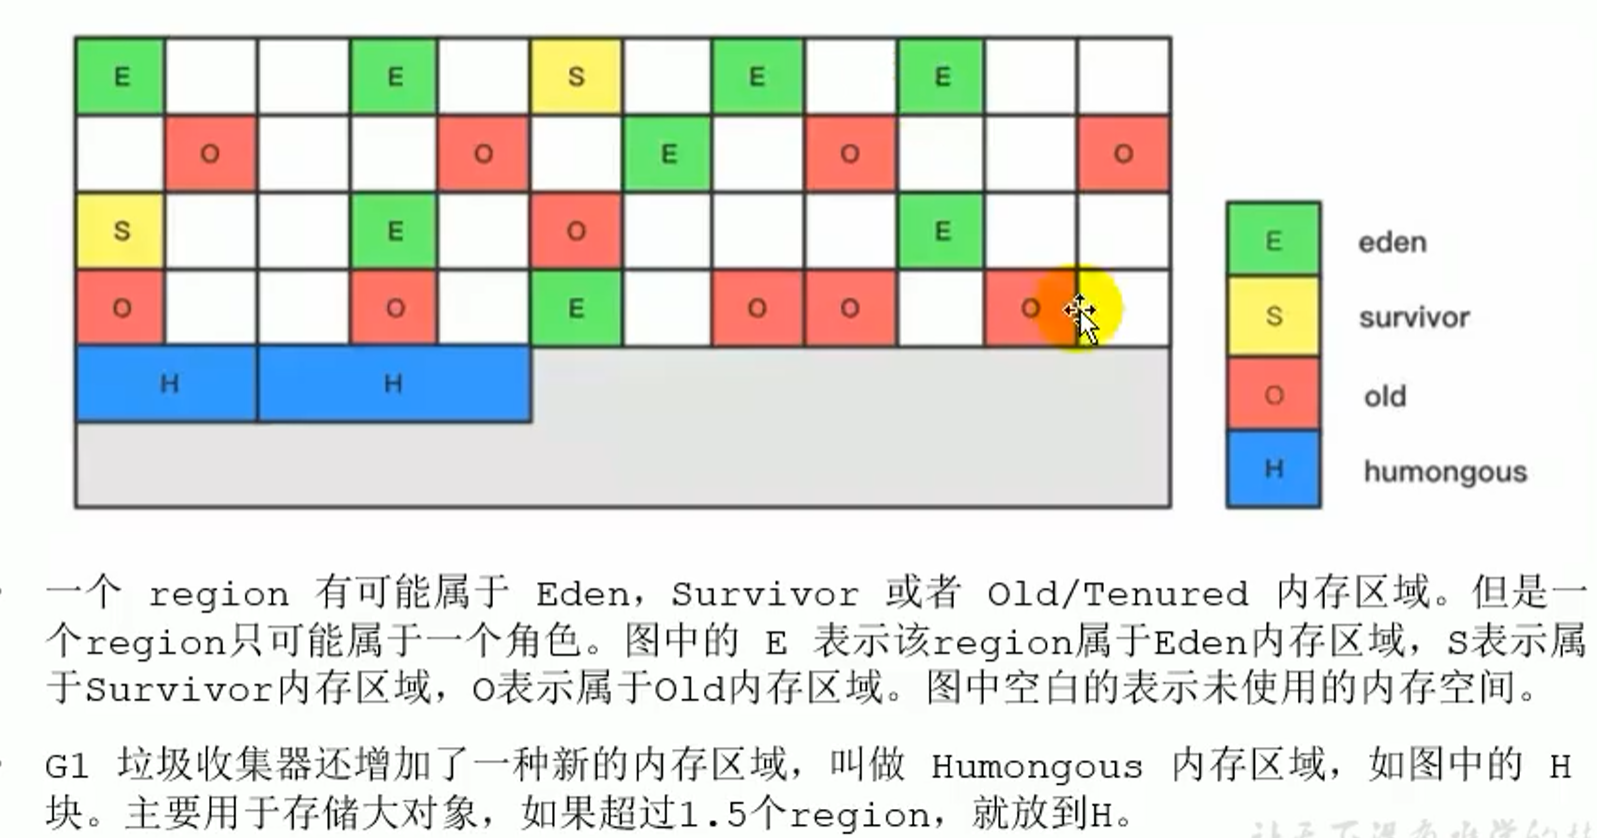 E E S E E
O O E O O
S E O E eden
O O E O O O survivor
H H old
humongous
E
S
O
H
一个 region 有可能属于 Eden，Survivor 或者 Old/Tenured 内存区域。但是一
个region只可能属于一个角色。图中的 E 表示该region属于Eden内存区域，S表示属
于Survivor内存区域，O表示属于Old内存区域。图中空白的表示未使用的内存空间。
G1 垃圾收集器还增加了一种新的内存区域，叫做 Humongous 内存区域，如图中的 H
块。主要用于存储大对象，如果超过1.5个region，就放到H。